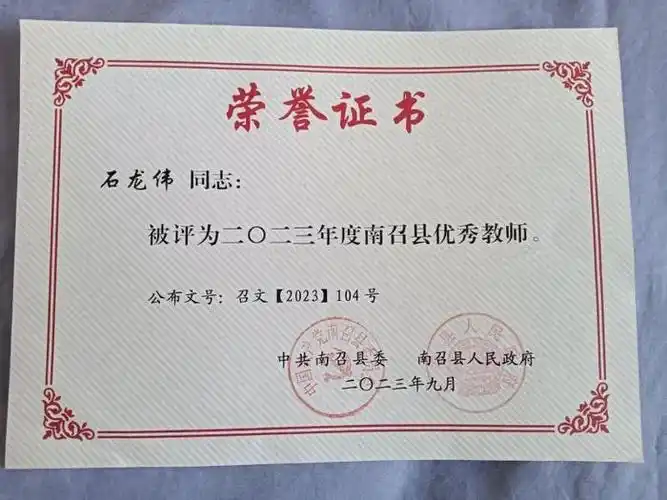 荣誉证书
石龙伟 同志：
被评为二〇二三年度南召县优秀教师。
公布文号：召文【2023】104号
中共南召县委 南召县人民政府
二〇二三年九月